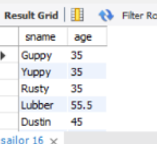 Result Grid Filter Ro
sname age
Guppy 35
Yuppy 35
Rusty 35
Lubber 55.5
Dustin 45
sailor 16 ×